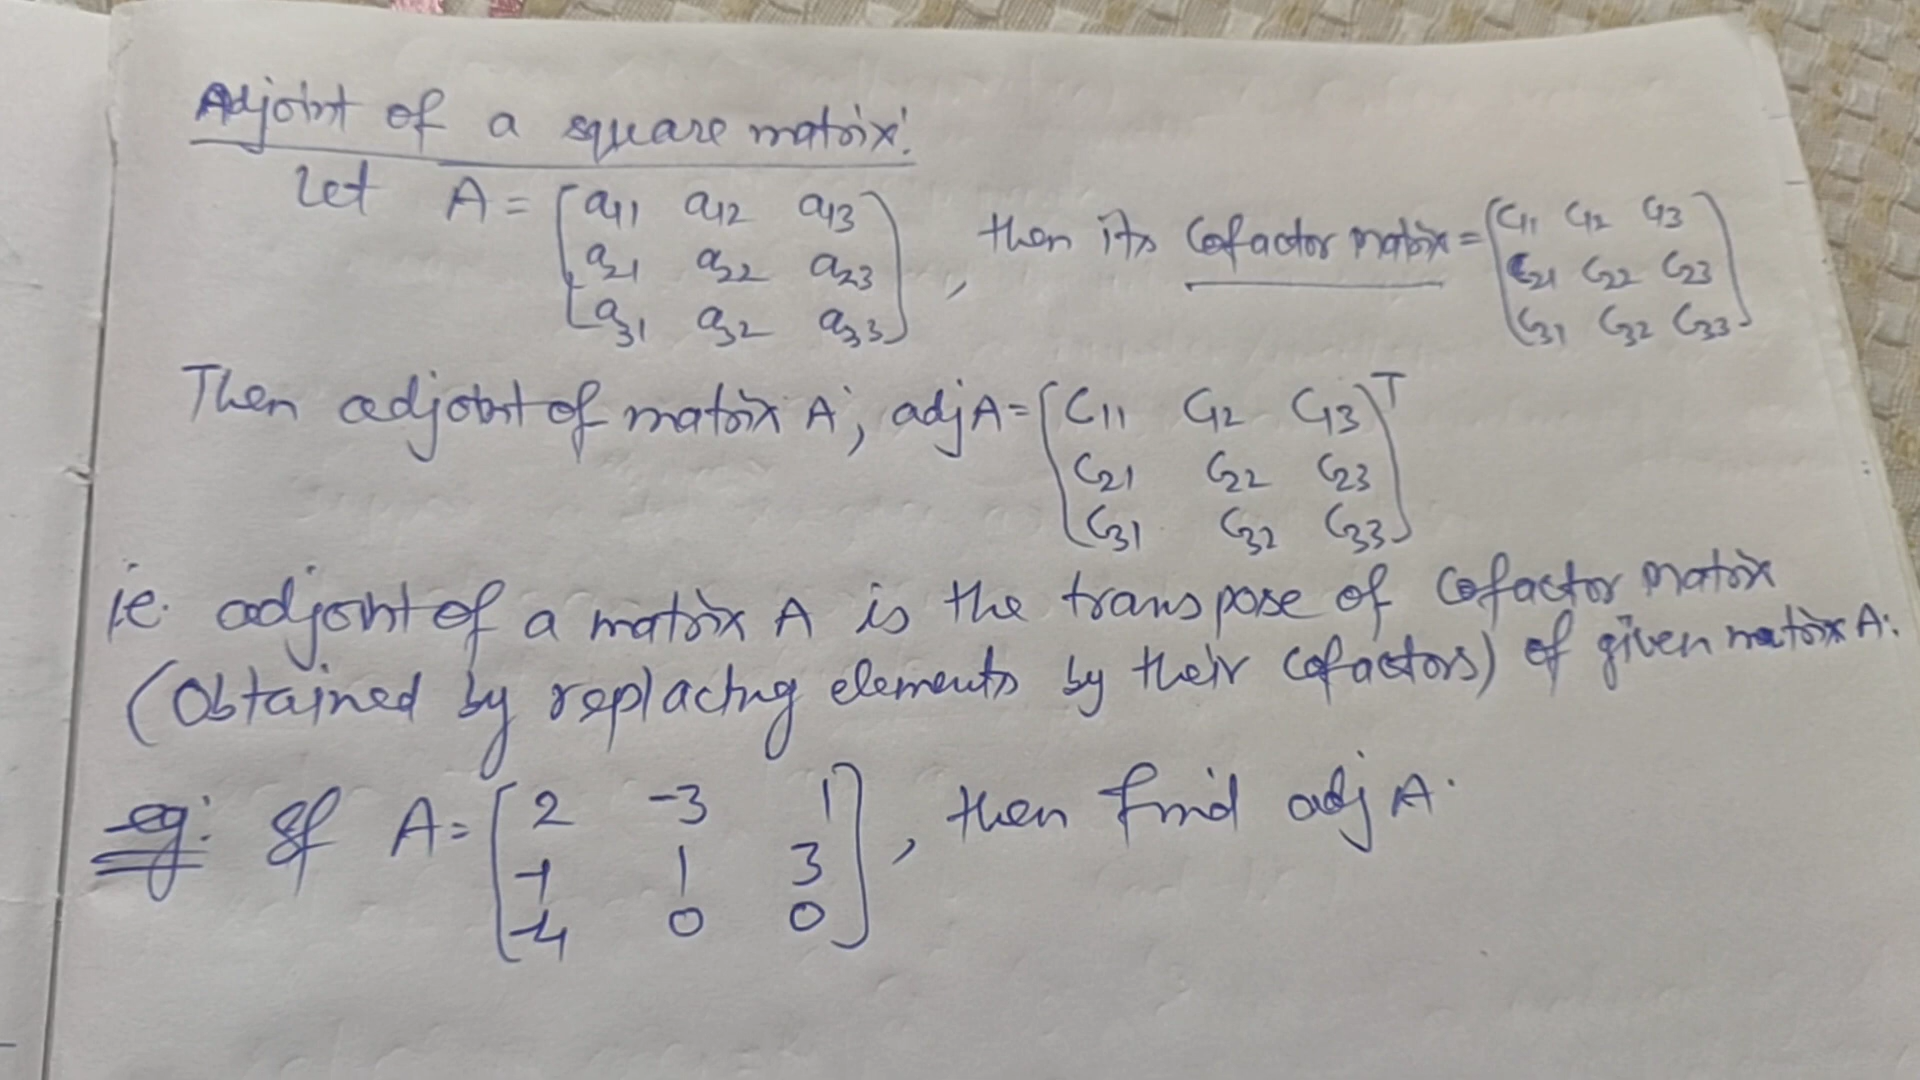 Adjoint of a square matrix:
Let A = [a11 a12 a13
a21 a22 a23
a31 a32 a33] , then its Cofactor matrix = [C11 C12 C13
C21 C22 C23
C31 C32 C33]
Then adjoint of matrix A, adj A = [C11 C12 C13
C21 C22 C23
C31 C32 C33]T
ie. adjoint of a matrix A is the transpose of Cofactor matrix
(obtained by replacing elements by their cofactors) of given matrix A.
eg: If A = [2 -3 1
-1 1 3
-4 0 0] , then find adj A.